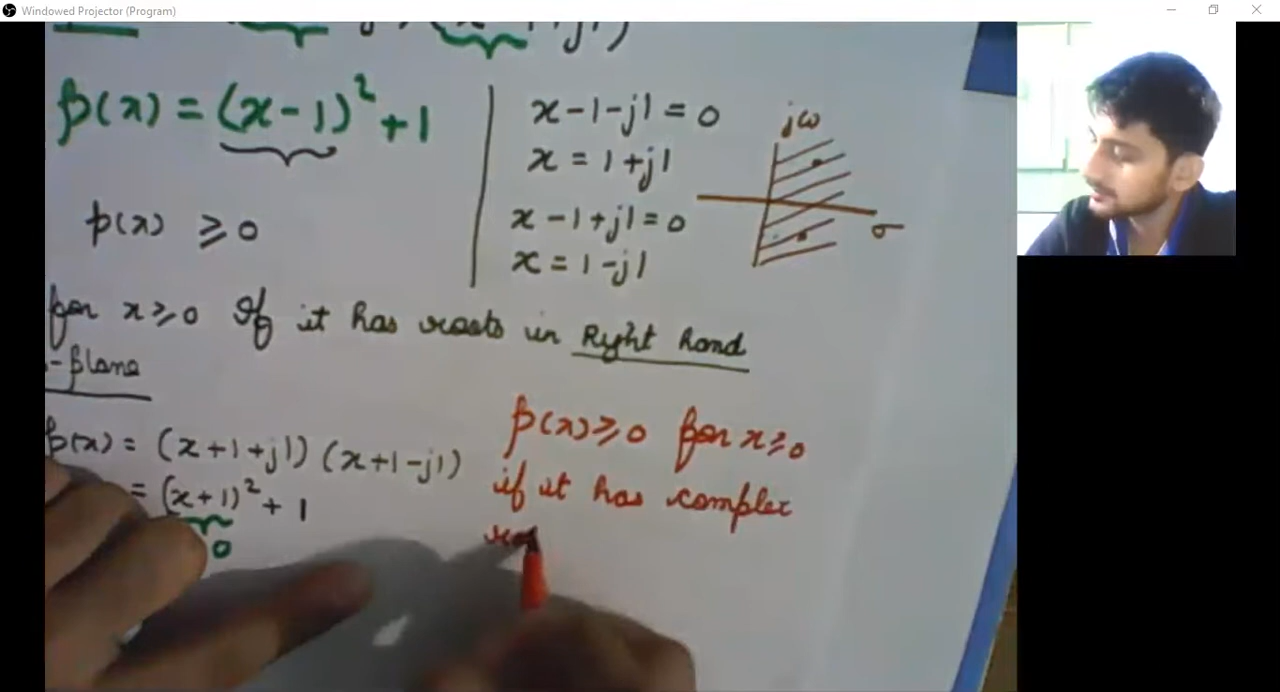 Windowed Projector (Program)
p(x) = (x-1)² + 1
p(x) ≥ 0
x-1-j1 = 0
x = 1+j1
x-1+j1 = 0
x = 1-j1
jω
σ
for x≥0 If it has roots in Right hand
-plane
p(x) = (x+1+j1) (x+1-j1)
= (x+1)² + 1
0
p(x) ≥ 0 for x≥0
if it has complex